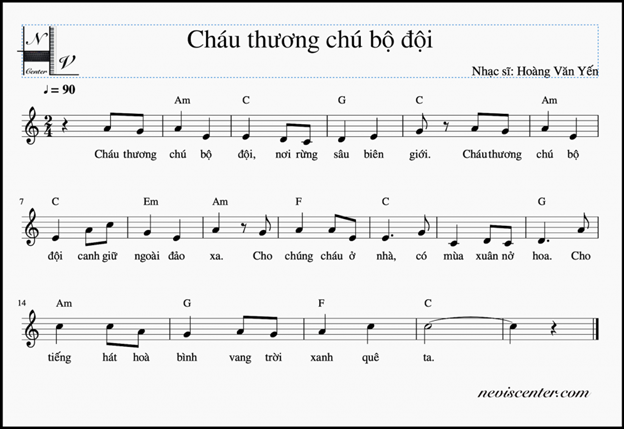 Cháu thương chú bộ đội
N
Center V
Nhạc sĩ: Hoàng Văn Yến
♩ = 90
Am C G C Am
2
4
Cháu thương chú bộ đội, nơi rừng sâu biên giới. Cháu thương chú bộ
7
C Em Am F C C G
đội canh giữ ngoài đảo xa. Cho chúng cháu ở nhà, có mùa xuân nở hoa. Cho
14
Am G F C
tiếng hát hoà bình vang trời xanh quê ta.
neviscenter.com